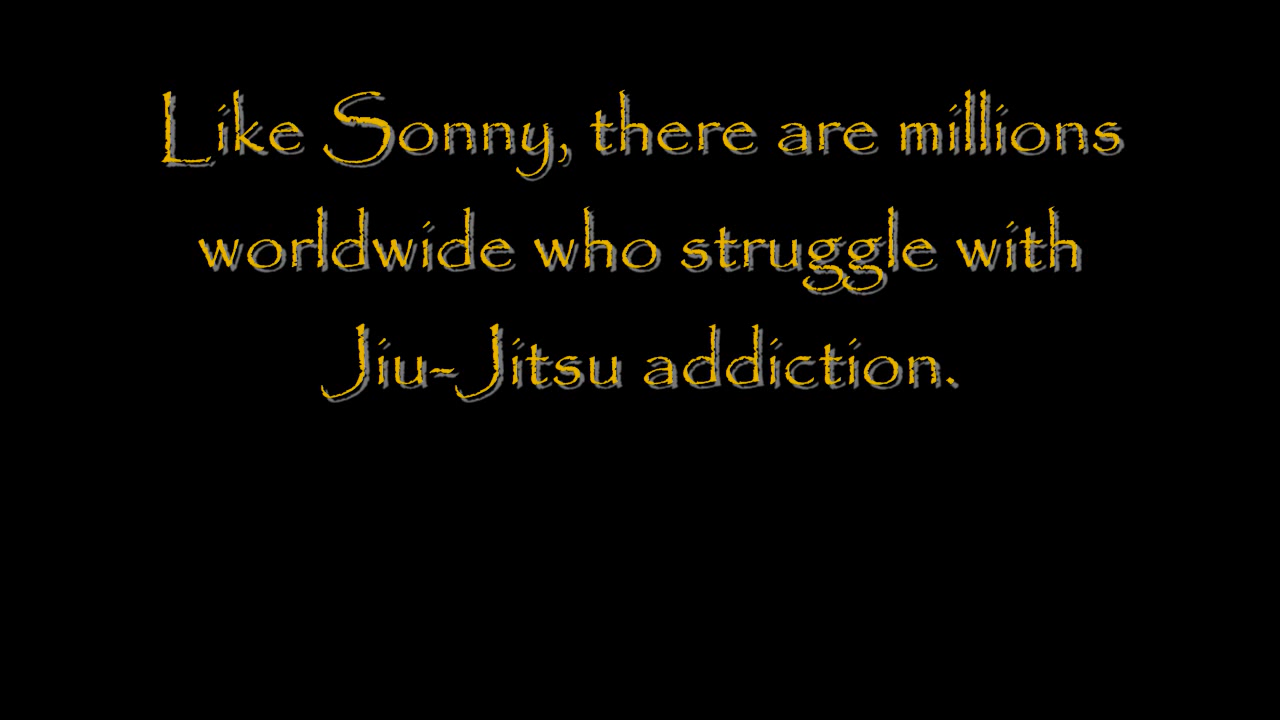 Like Sonny, there are millions
worldwide who struggle with
Jiu-Jitsu addiction.